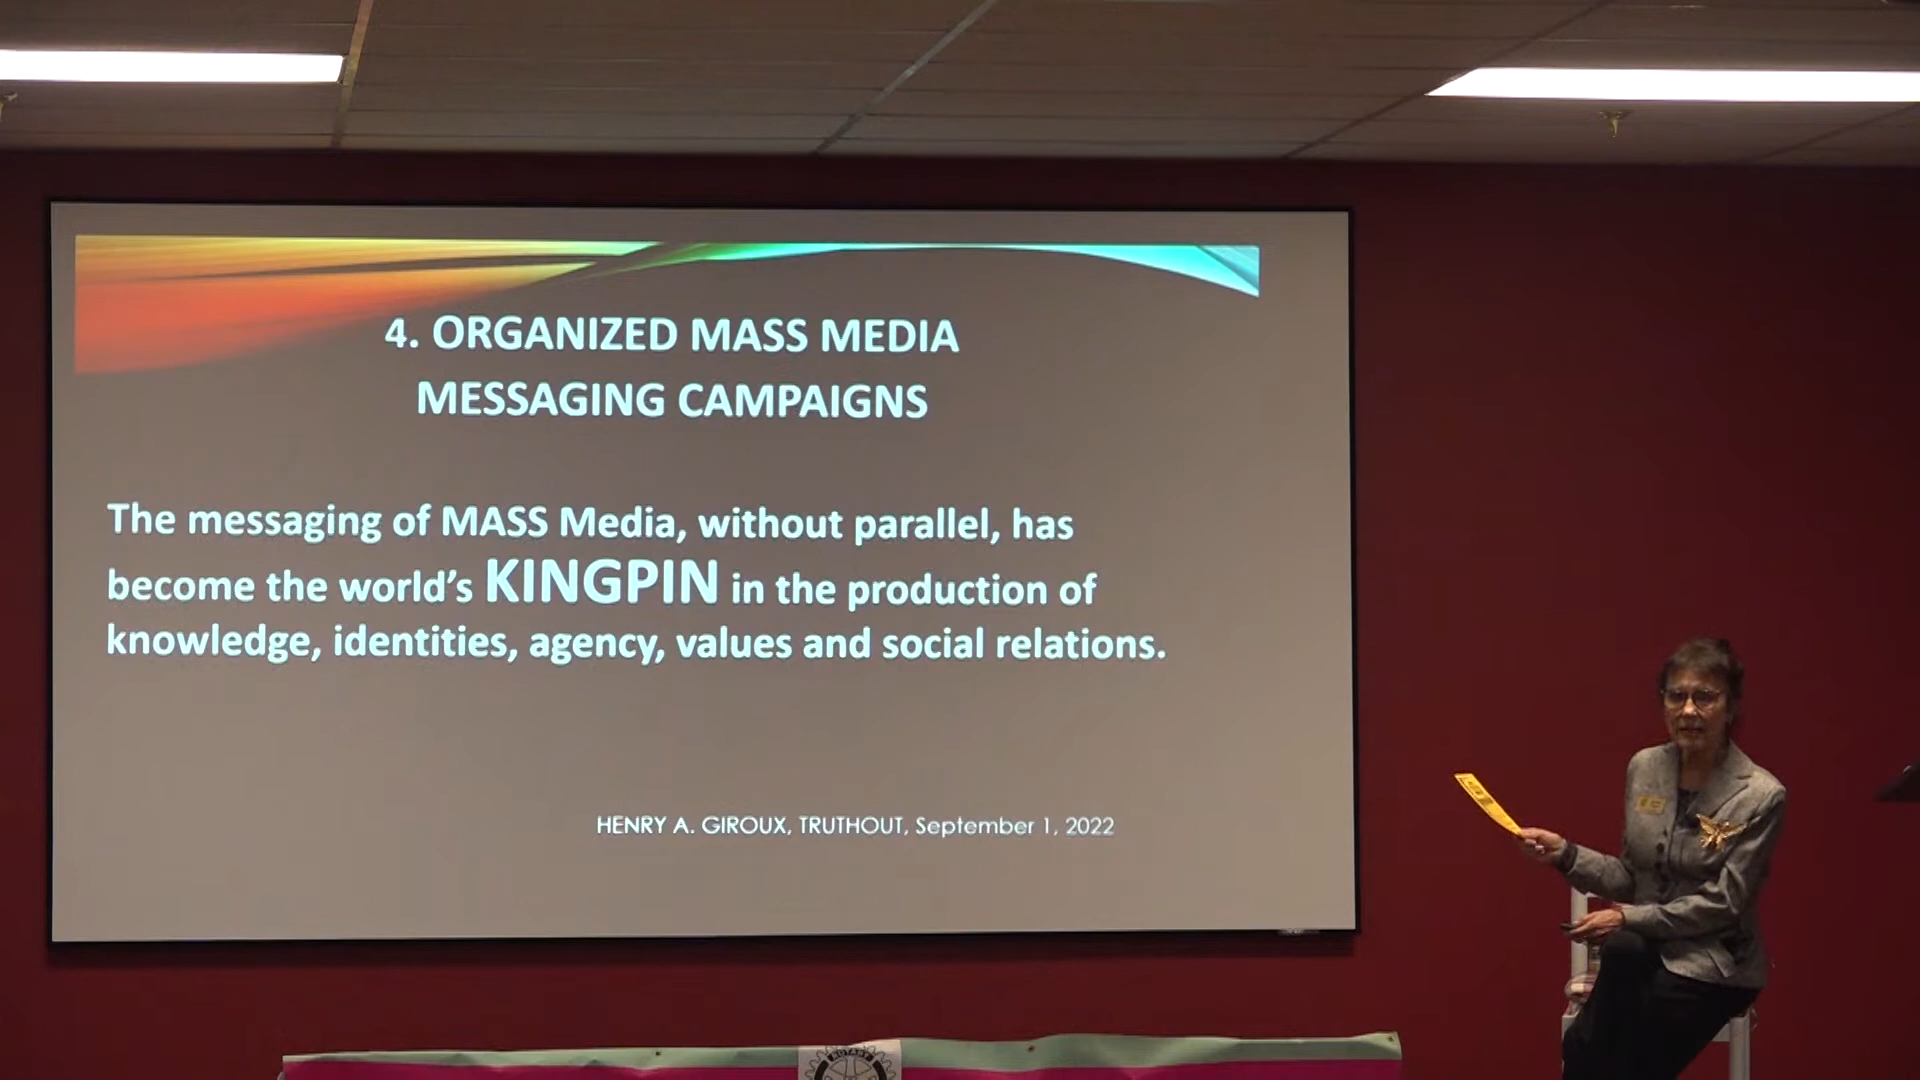 4. ORGANIZED MASS MEDIA
MESSAGING CAMPAIGNS
The messaging of MASS Media, without parallel, has
become the world's KINGPIN in the production of
knowledge, identities, agency, values and social relations.
HENRY A. GIROUX, TRUTHOUT, September 1, 2022
ROTARY